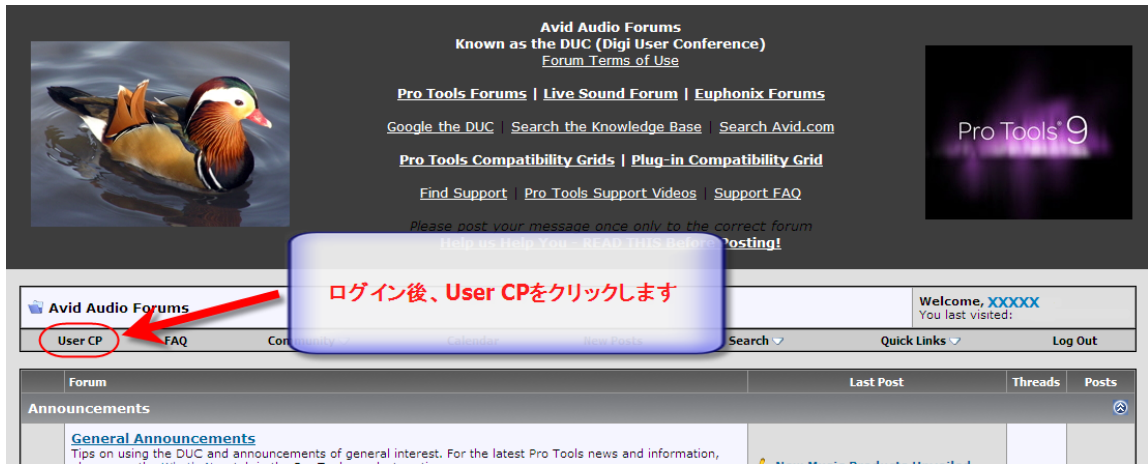 Avid Audio Forums
Known as the DUC (Digi User Conference)
Forum Terms of Use
Pro Tools Forums | Live Sound Forum | Euphonix Forums
Google the DUC | Search the Knowledge Base | Search Avid.com
Pro Tools Compatibility Grids | Plug-in Compatibility Grid
Find Support | Pro Tools Support Videos | Support FAQ
Please post your message once only to the correct forum
Help us Help You - READ THIS Before Posting!
Pro Tools® 9
ログイン後、User CPをクリックします
Avid Audio Forums
Welcome, XXXXX
You last visited:
User CP FAQ Community Calendar New Posts Search Quick Links Log Out
Forum Last Post Threads Posts
Announcements
General Announcements
Tips on using the DUC and announcements of general interest. For the latest Pro Tools news and information,